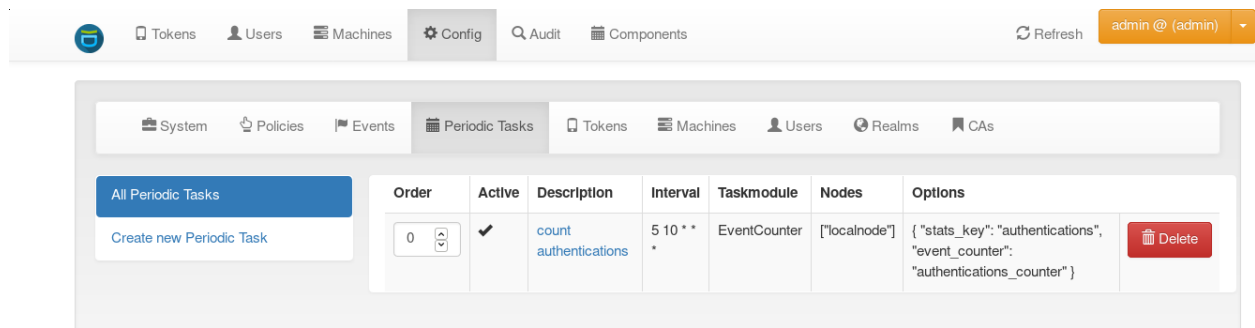 Tokens Users Machines Config Audit Components Refresh admin @ (admin)
System Policies Events Periodic Tasks Tokens Machines Users Realms CAs
All Periodic Tasks
Create new Periodic Task
Order Active Description Interval Taskmodule Nodes Options
0 count 5 10 * * EventCounter ["localnode"] { "stats_key": "authentications", Delete
authentications * "event_counter":
"authentications_counter" }